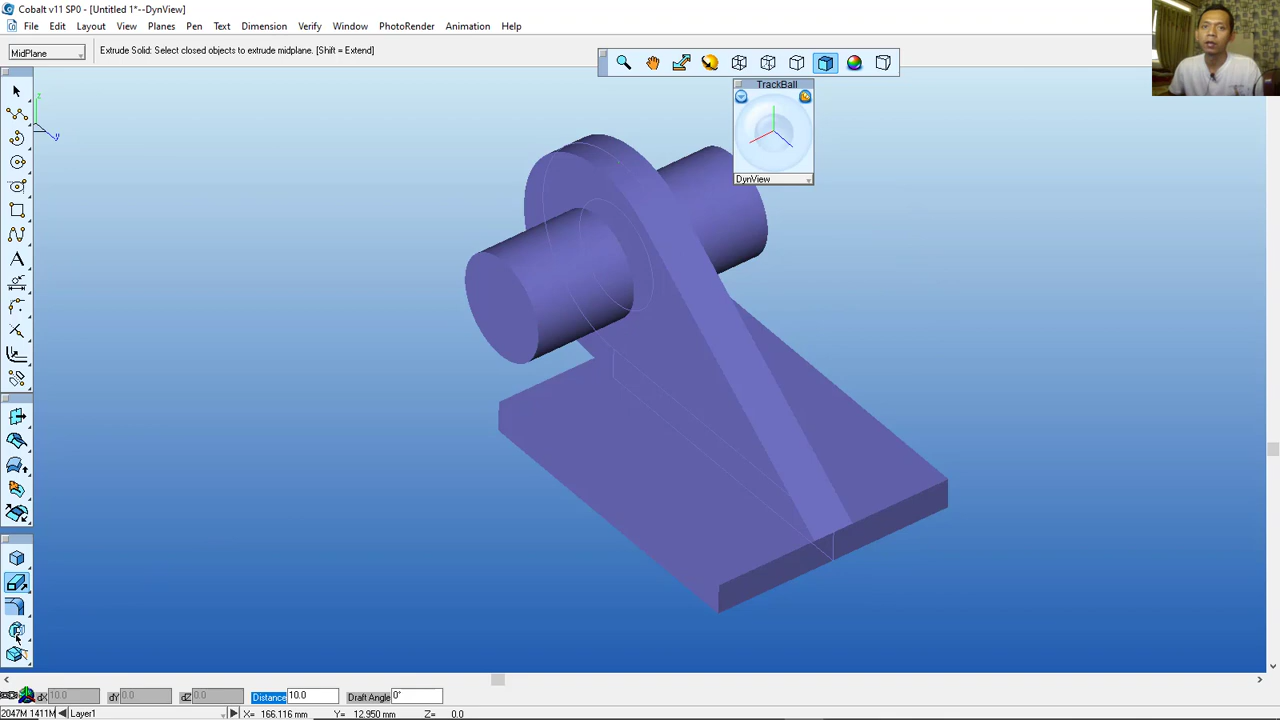 Cobalt v11 SP0 - [Untitled 1*--DynView]
File Edit Layout View Planes Pen Text Dimension Verify Window PhotoRender Animation Help
MidPlane Extrude Solid: Select closed objects to extrude midplane. [Shift = Extend]
TrackBall
z
y
DynView
dX 10.0 dY 0.0 dZ 0.0 Distance 10.0 Draft Angle 0°
2047M 1411M Layer1 X= 166.116 mm Y= 12.950 mm Z= 0.0